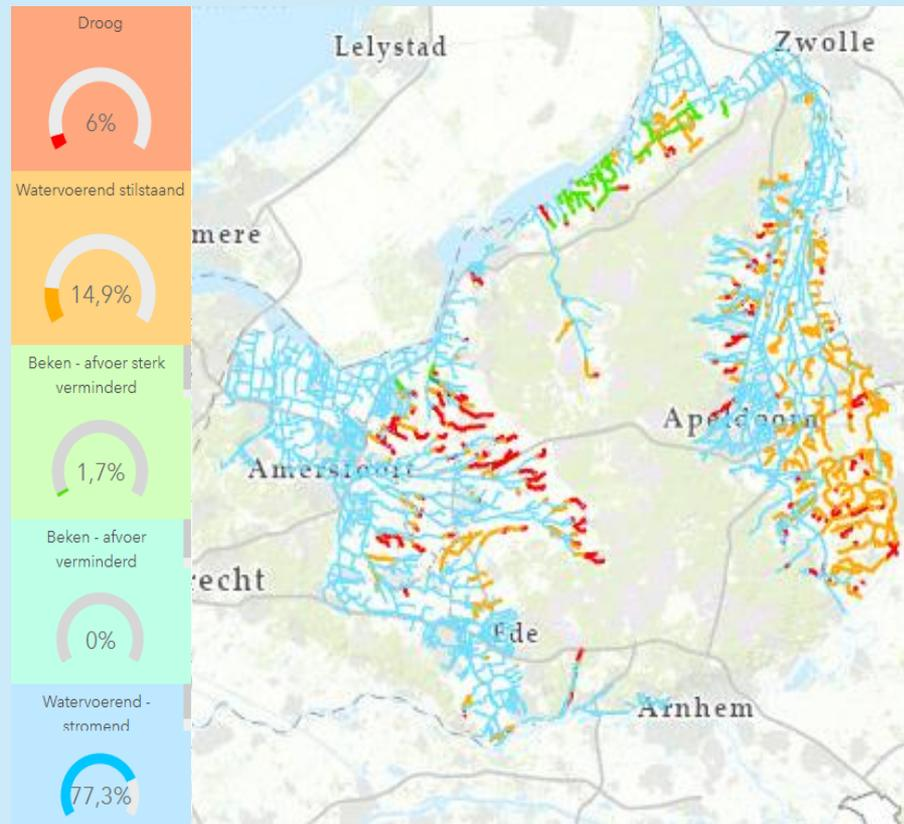 Droog
6%
Watervoerend stilstaand
14,9%
Beken - afvoer sterk
verminderd
1,7%
Beken - afvoer
verminderd
0%
Watervoerend -
stromend
77,3%
Lelystad
Zwolle
mere
Apeldoorn
Amersfoort
recht
Ede
Arnhem